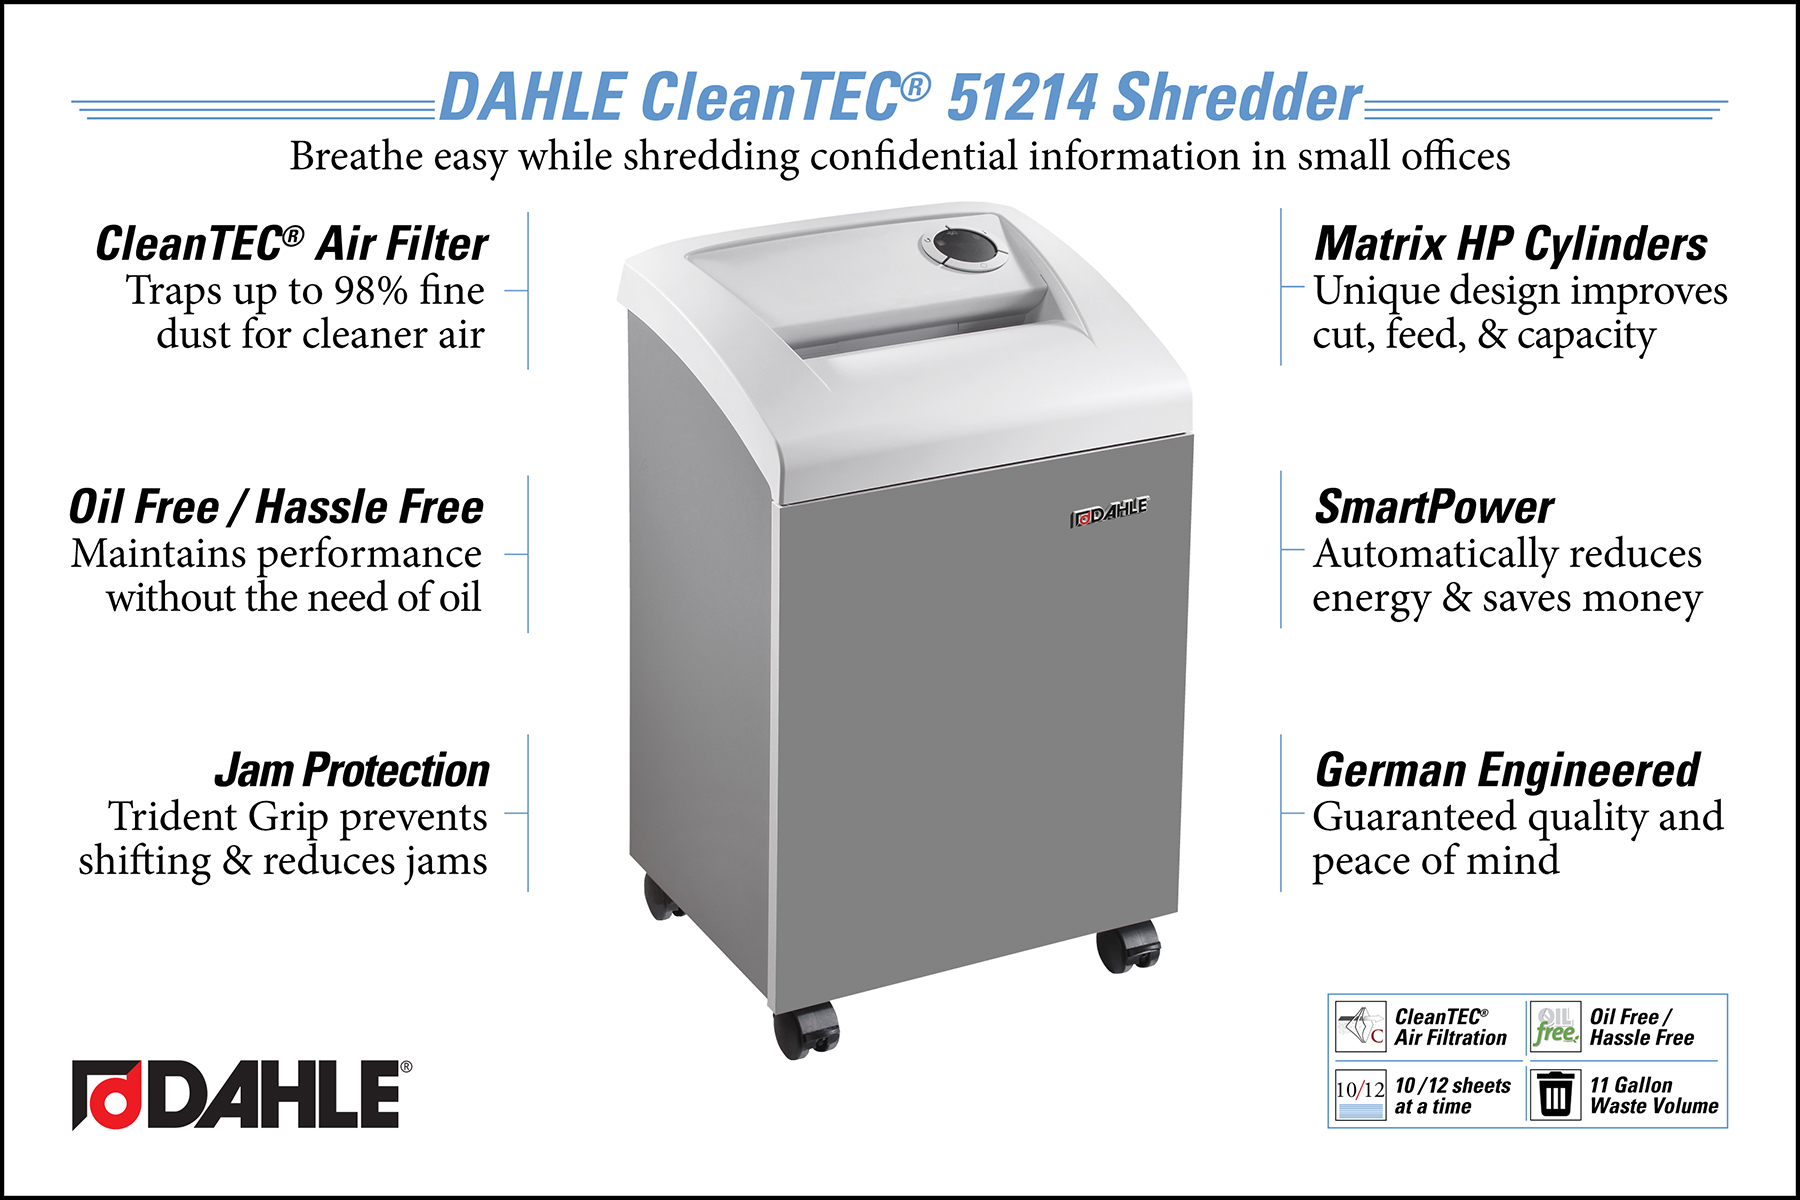 DAHLE CleanTEC® 51214 Shredder
Breathe easy while shredding confidential information in small offices
CleanTEC® Air Filter
Traps up to 98% fine
dust for cleaner air
Oil Free / Hassle Free
Maintains performance
without the need of oil
Jam Protection
Trident Grip prevents
shifting & reduces jams
DAHLE
Matrix HP Cylinders
Unique design improves
cut, feed, & capacity
SmartPower
Automatically reduces
energy & saves money
German Engineered
Guaranteed quality and
peace of mind
DAHLE®
C
CleanTEC®
Air Filtration
OIL
free
Oil Free /
Hassle Free
10/12
10 /12 sheets
at a time
11 Gallon
Waste Volume